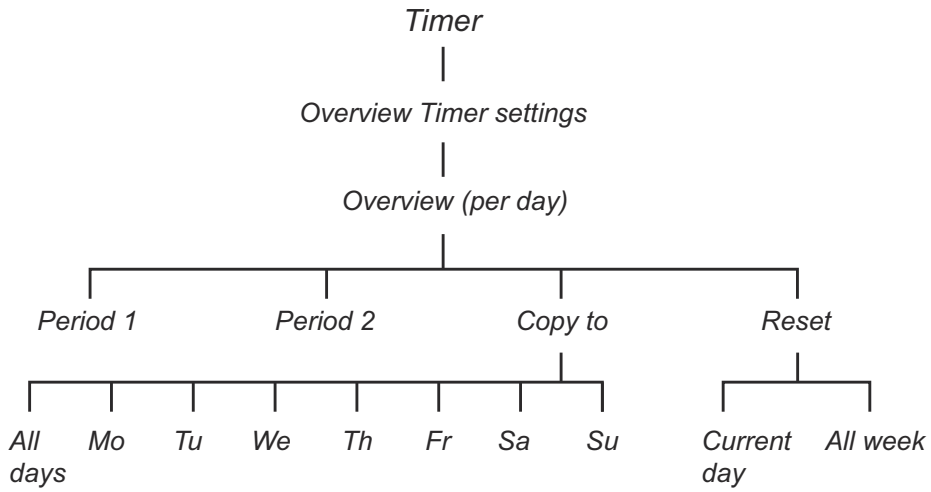 Timer
Overview Timer settings
Overview (per day)
Period 1
Period 2
Copy to
Reset
All
days
Mo
Tu
We
Th
Fr
Sa
Su
Current
day
All week